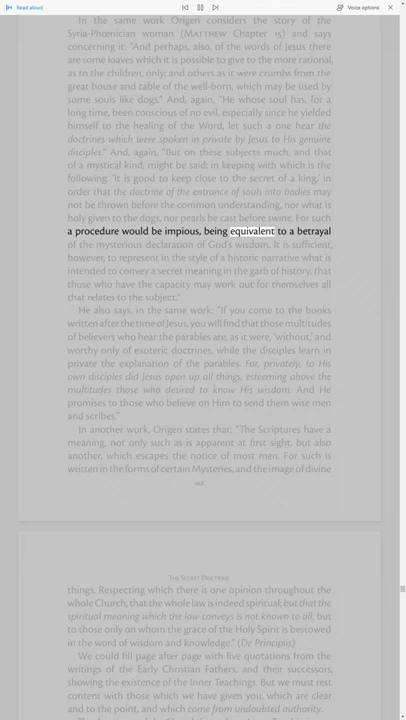 Read aloud
Voice options
In the same work Origen considers the story of the
Syria-Phœnician woman (MATTHEW Chapter 15) and says
concerning it: "And perhaps, also, of the words of Jesus there
are some loaves which it is possible to give to the more rational,
as to the children, only; and others as it were crumbs from the
great house and table of the well-born, which may be used by
some souls like dogs." And, again, "He whose soul has, for a
long time, been conscious of no evil, especially since he yielded
himself to the healing of the Word, let such a one hear the
doctrines which were spoken in private by Jesus to His genuine
disciples." And, again, "But on these subjects much, and that
of a mystical kind, might be said: in keeping with which is the
following: 'It is good to keep close to the secret of a king,' in
order that the doctrine of the entrance of souls into bodies may
not be thrown before the common understanding, nor what is
holy given to the dogs, nor pearls be cast before swine. For such
a procedure would be impious, being equivalent to a betrayal
of the mysterious declaration of God's wisdom. It is sufficient,
however, to represent in the style of a historic narrative what is
intended to convey a secret meaning in the garb of history, that
those who have the capacity may work out for themselves all
that relates to the subject."
He also says, in the same work: "If you come to the books
written after the time of Jesus, you will find that those multitudes
of believers who hear the parables are, as it were, 'without,' and
worthy only of exoteric doctrines, while the disciples learn in
private the explanation of the parables. For, privately, to His
own disciples did Jesus open up all things, esteeming above the
multitudes those who desired to know His wisdom. And He
promises to those who believe on Him to send them wise men
and scribes."
In another work, Origen states that: "The Scriptures have a
meaning, not only such as is apparent at first sight, but also
another, which escapes the notice of most men. For such is
written in the forms of certain Mysteries, and the image of divine
THE SECRET DOCTRINE
things. Respecting which there is one opinion throughout the
whole Church, that the whole law is indeed spiritual; but that the
spiritual meaning which the law conveys is not known to all, but
to those only on whom the grace of the Holy Spirit is bestowed
in the word of wisdom and knowledge." (De Principiis)
We could fill page after page with live quotations from the
writings of the Early Christian Fathers, and their successors,
showing the existence of the Inner Teachings. But we must rest
content with those which we have given you, which are clear
and to the point, and which come from undoubted authority.